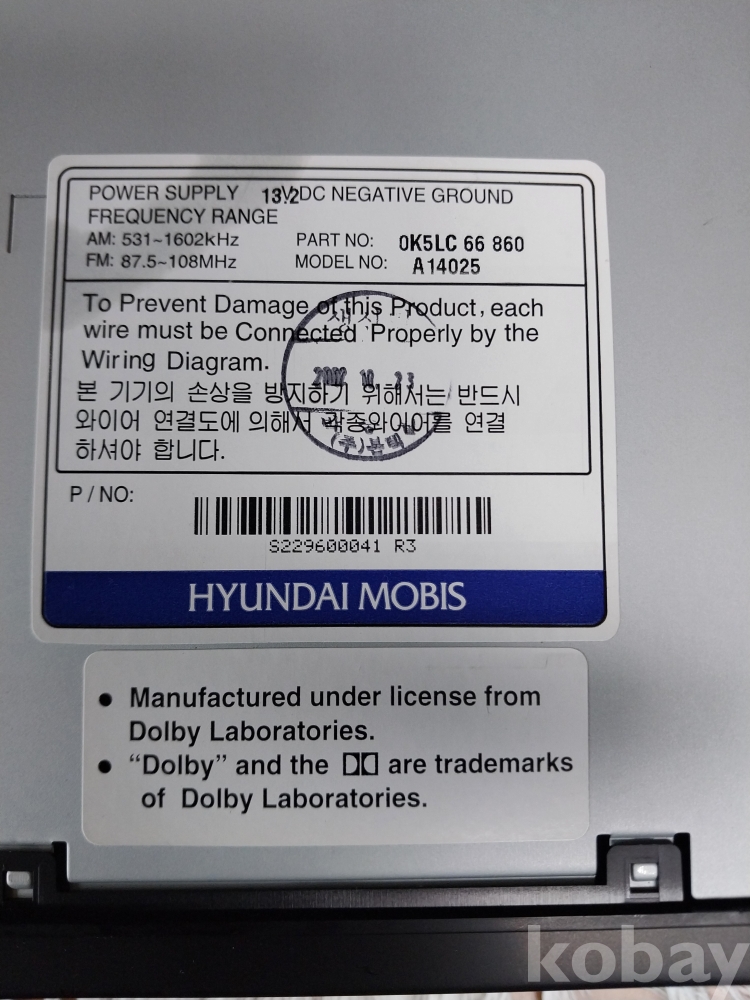 POWER SUPPLY 13.2V DC NEGATIVE GROUND
FREQUENCY RANGE
AM: 531~1602kHz PART NO: 0K5LC 66 860
FM: 87.5~108MHz MODEL NO: A14025
To Prevent Damage of this Product, each
wire must be Connected Properly by the
Wiring Diagram.
본 기기의 손상을 방지하기 위해서는 반드시
와이어 연결도에 의해서 각종와이어를 연결
하셔야 합니다.
2002 10 23
P / NO:
S229600041 R3
HYUNDAI MOBIS
● Manufactured under license from
Dolby Laboratories.
● “Dolby” and the DD are trademarks
of Dolby Laboratories.
kobay